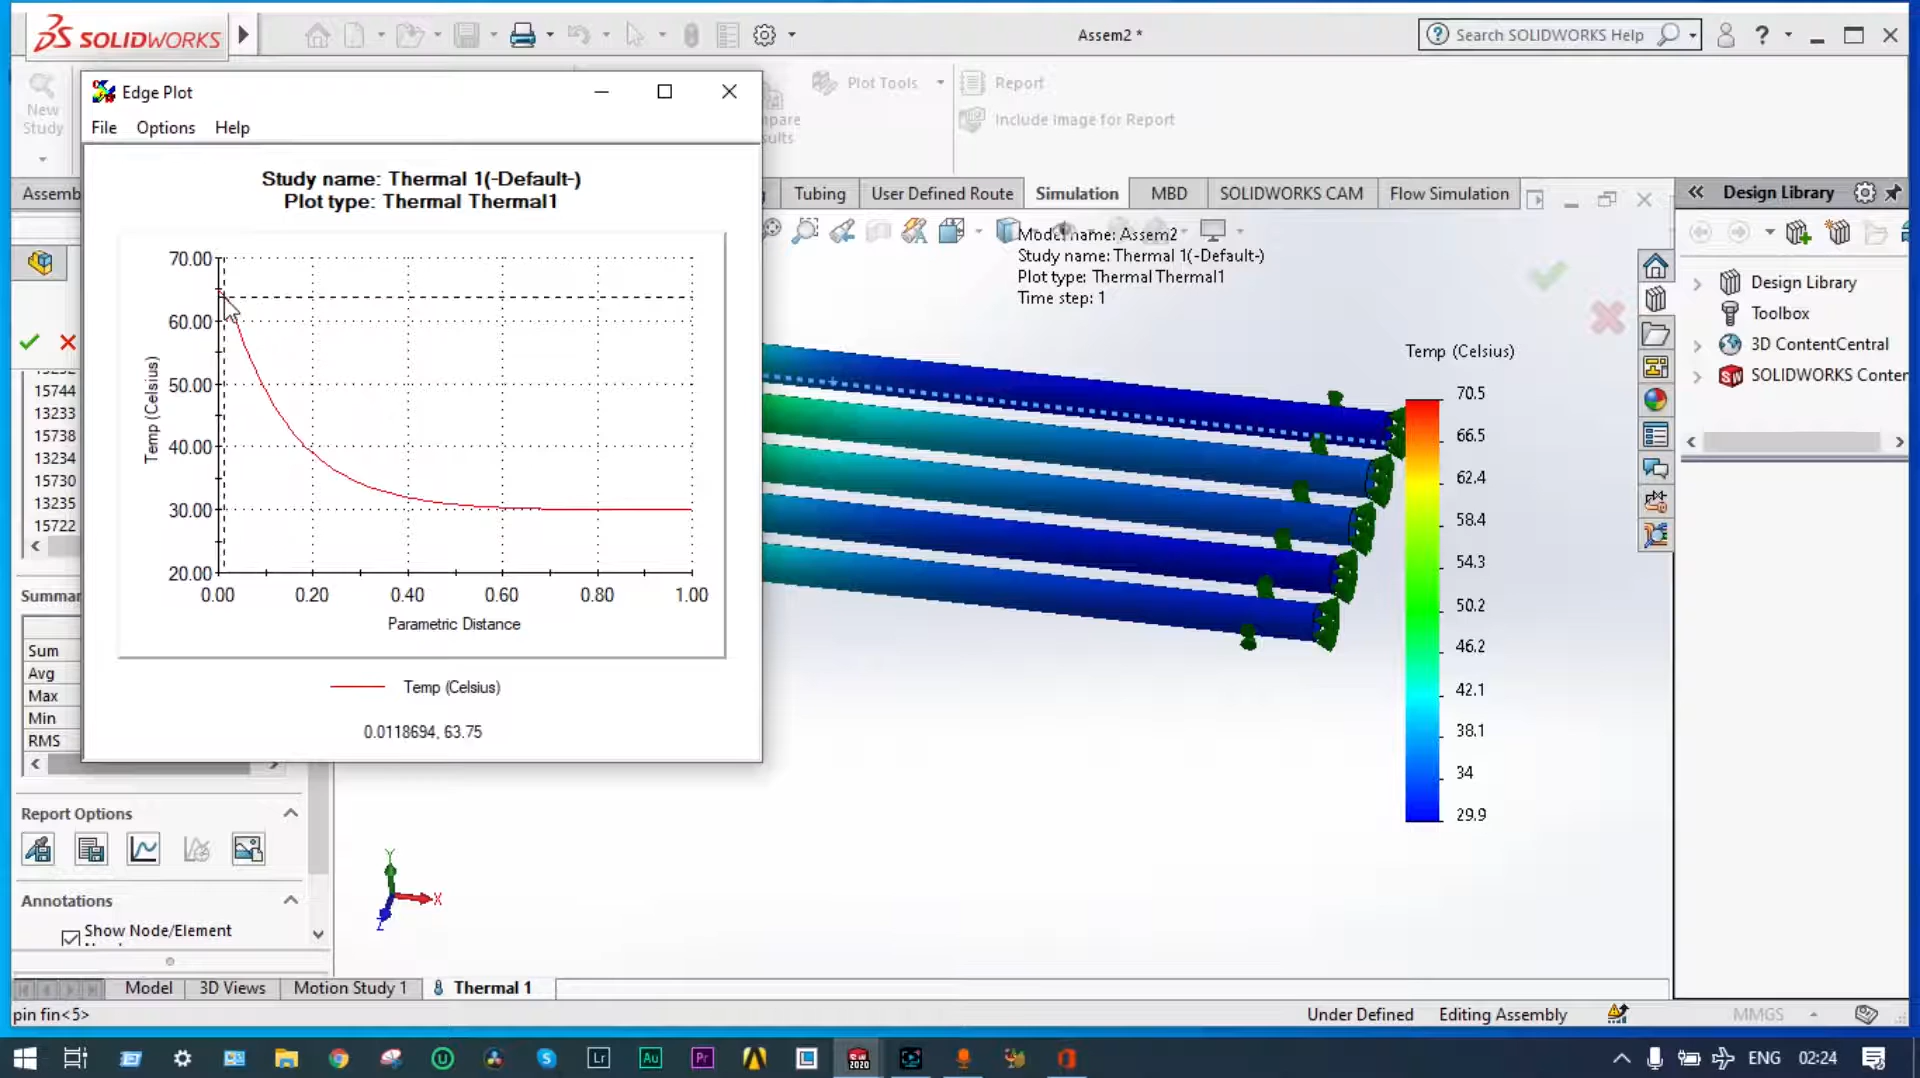 SOLIDWORKS
Assem2 *
Search SOLIDWORKS Help
New
Study
Edge Plot
File Options Help
Plot Tools
Report
Include Image for Report
Assemb
Tubing
User Defined Route
Simulation
MBD
SOLIDWORKS CAM
Flow Simulation
Design Library
Study name: Thermal 1(-Default-)
Plot type: Thermal Thermal1
70.00
60.00
50.00
40.00
30.00
20.00
Temp (Celsius)
0.00 0.20 0.40 0.60 0.80 1.00
Parametric Distance
Temp (Celsius)
0.0118694, 63.75
Model name: Assem2
Study name: Thermal 1(-Default-)
Plot type: Thermal Thermal1
Time step: 1
Temp (Celsius)
70.5
66.5
62.4
58.4
54.3
50.2
46.2
42.1
38.1
34
29.9
Design Library
Toolbox
3D ContentCentral
SOLIDWORKS Conter
15744
13233
15738
13234
15730
13235
15722
Summar
Sum
Avg
Max
Min
RMS
Report Options
Annotations
Show Node/Element
X
Y
Z
Model
3D Views
Motion Study 1
Thermal 1
pin fin<5>
Under Defined
Editing Assembly
MMGS
Lr
Au
Pr
SW
2020
ENG
02:24